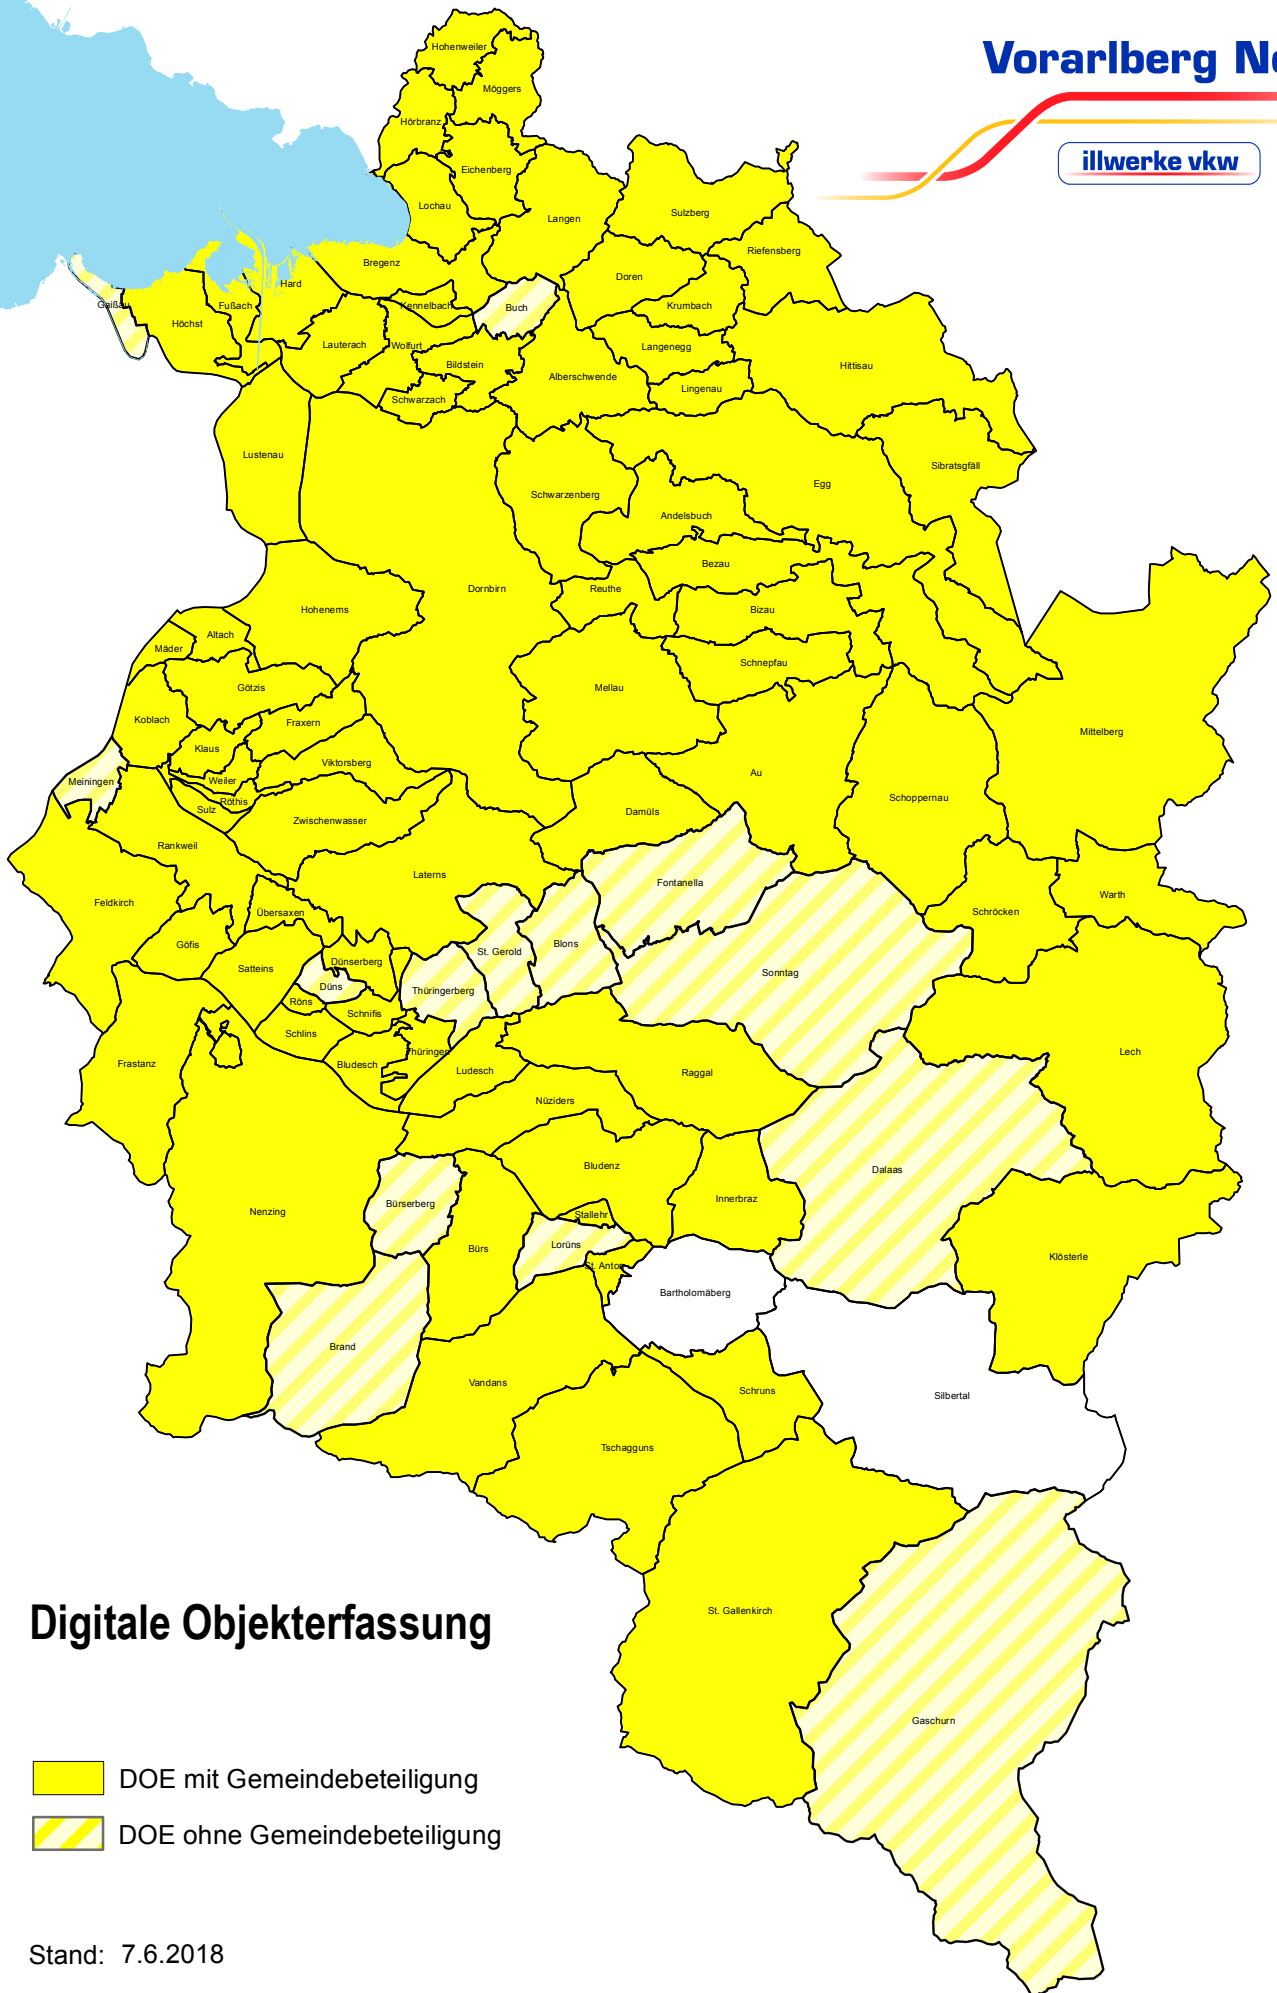 Hohenweiler
Vorarlberg
Möggers
Hörbranz
illwerke vkw
Eichenberg
Lochau
Langen
Sulzberg
Riefensberg
Bregenz
Doren
Hard
Gaißau
Fußach
Kennelbach
Buch
Krumbach
Höchst
Lauterach
Wolfurt
Langenegg
Bildstein
Hittisau
Alberschwende
Lingenau
Schwarzach
Lustenau
Sibratsgfäll
Egg
Schwarzenberg
Andelsbuch
Bezau
Dornbirn
Reuthe
Hohenems
Bizau
Altach
Mäder
Schnepfau
Götzis
Mellau
Koblach
Fraxern
Mittelberg
Klaus
Viktorsberg
Au
Meiningen
Weiler
Schoppernau
Röthis
Sulz
Damüls
Zwischenwasser
Rankweil
Laterns
Fontanella
Warth
Feldkirch
Übersaxen
Schröcken
Göfis
Blons
St. Gerold
Dünserberg
Satteins
Sonntag
Düns
Thüringerberg
Röns
Schnifis
Schlins
Thüringen
Lech
Frastanz
Bludesch
Ludesch
Raggal
Nüziders
Bludenz
Dalaas
Innerbraz
Bürserberg
Nenzing
Stallehr
Lorüns
Bürs
Klösterle
St. Anton
Bartholomäberg
Brand
Vandans
Schruns
Silbertal
Tschagguns
St. Gallenkirch
Digitale Objekterfassung
Gaschurn
DOE mit Gemeindebeteiligung
DOE ohne Gemeindebeteiligung
Stand: 7.6.2018